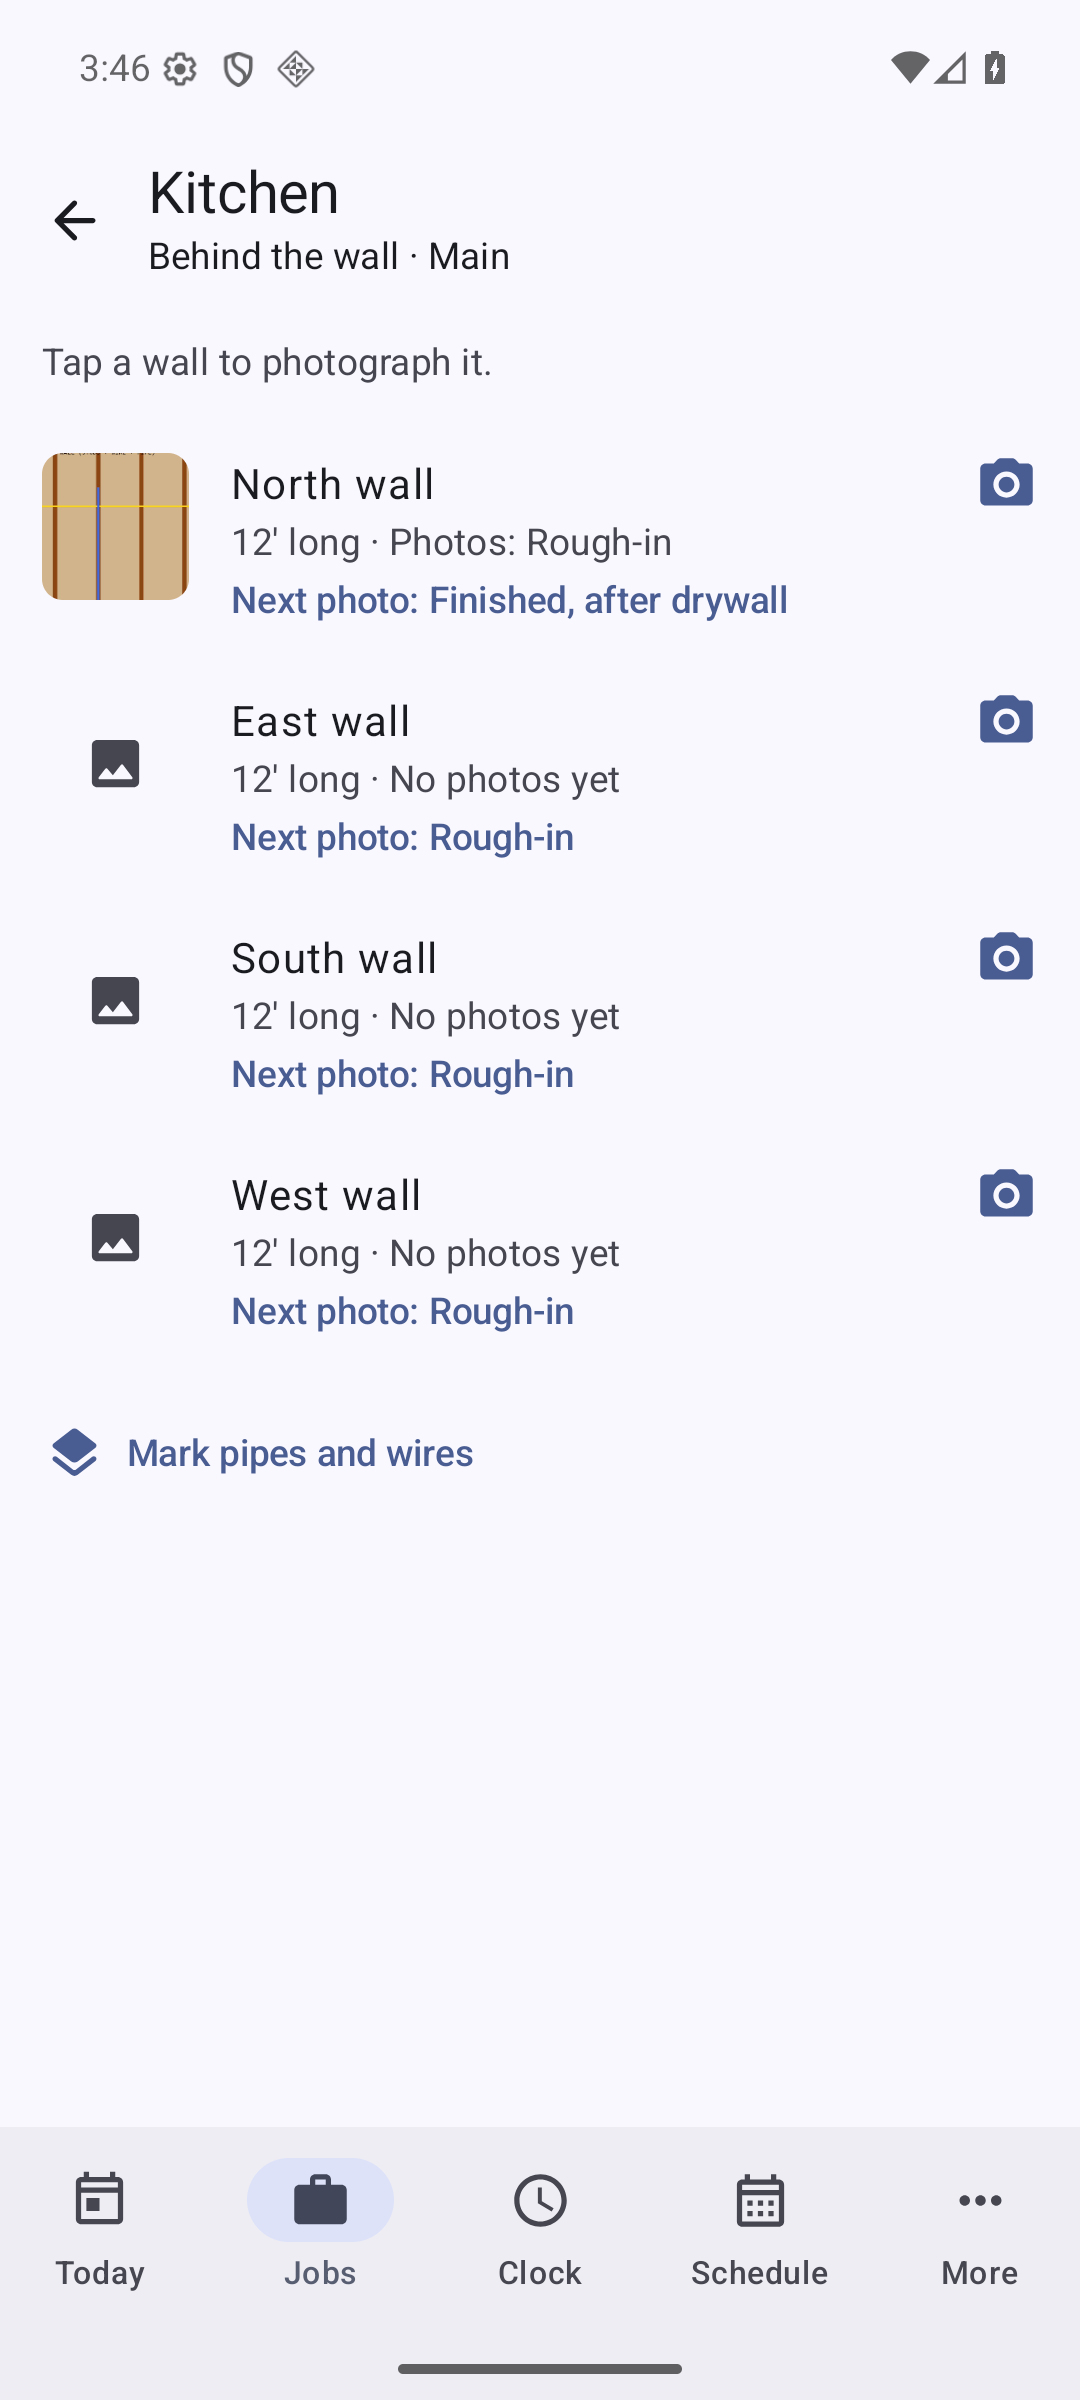 3:46
Kitchen
Behind the wall · Main
Tap a wall to photograph it.
North wall
12' long · Photos: Rough-in
Next photo: Finished, after drywall
East wall
12' long · No photos yet
Next photo: Rough-in
South wall
12' long · No photos yet
Next photo: Rough-in
West wall
12' long · No photos yet
Next photo: Rough-in
Mark pipes and wires
Today
Jobs
Clock
Schedule
More